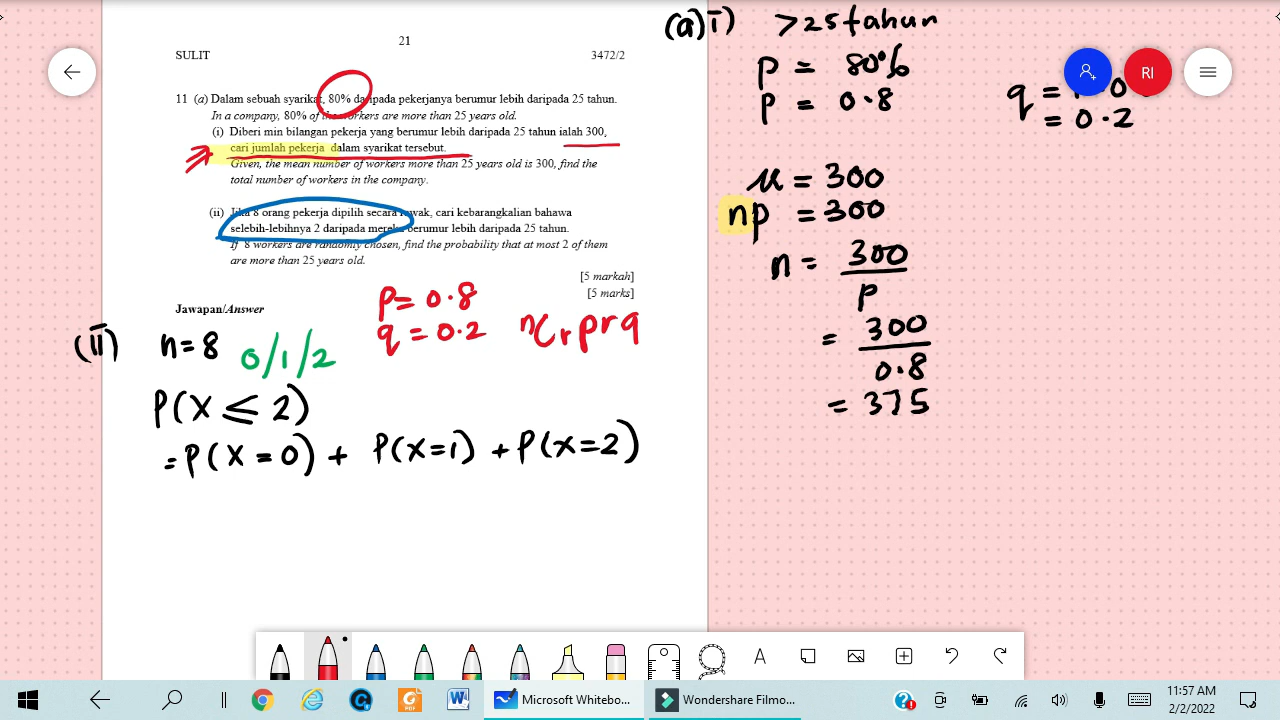 21
SULIT 3472/2
11 (a) Dalam sebuah syarikat, 80% daripada pekerjanya berumur lebih daripada 25 tahun.
In a company, 80% of the workers are more than 25 years old.
(i) Diberi min bilangan pekerja yang berumur lebih daripada 25 tahun ialah 300,
cari jumlah pekerja dalam syarikat tersebut.
Given, the mean number of workers more than 25 years old is 300, find the
total number of workers in the company.
(ii) Jika 8 orang pekerja dipilih secara rawak, cari kebarangkalian bahawa
selebih-lebihnya 2 daripada mereka berumur lebih daripada 25 tahun.
If 8 workers are randomly chosen, find the probability that at most 2 of them
are more than 25 years old.
[5 markah]
[5 marks]
Jawapan/Answer
(ii) n=8 0/1/2
p= 0.8
q = 0.2 nCr p r q
P(X ≤ 2)
= P(X = 0) + P(X=1) + P(X=2)
(a) i) >25 tahun
p = 80%
p = 0.8
q =
= 0.2
μ = 300
np = 300
n = 300
p
= 300
0.8
= 375
RI
A
Microsoft Whitebo...
Wondershare Filmo...
11:57 AM
2/2/2022